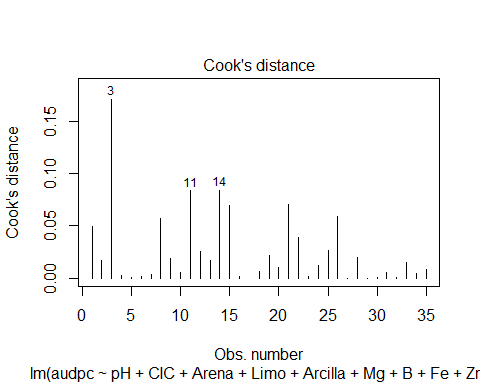 Cook's distance
3
11
14
Cook's distance
0.15
0.10
0.05
0.00
0 5 10 15 20 25 30 35
Obs. number
lm(audpc ~ pH + CIC + Arena + Limo + Arcilla + Mg + B + Fe + Zr